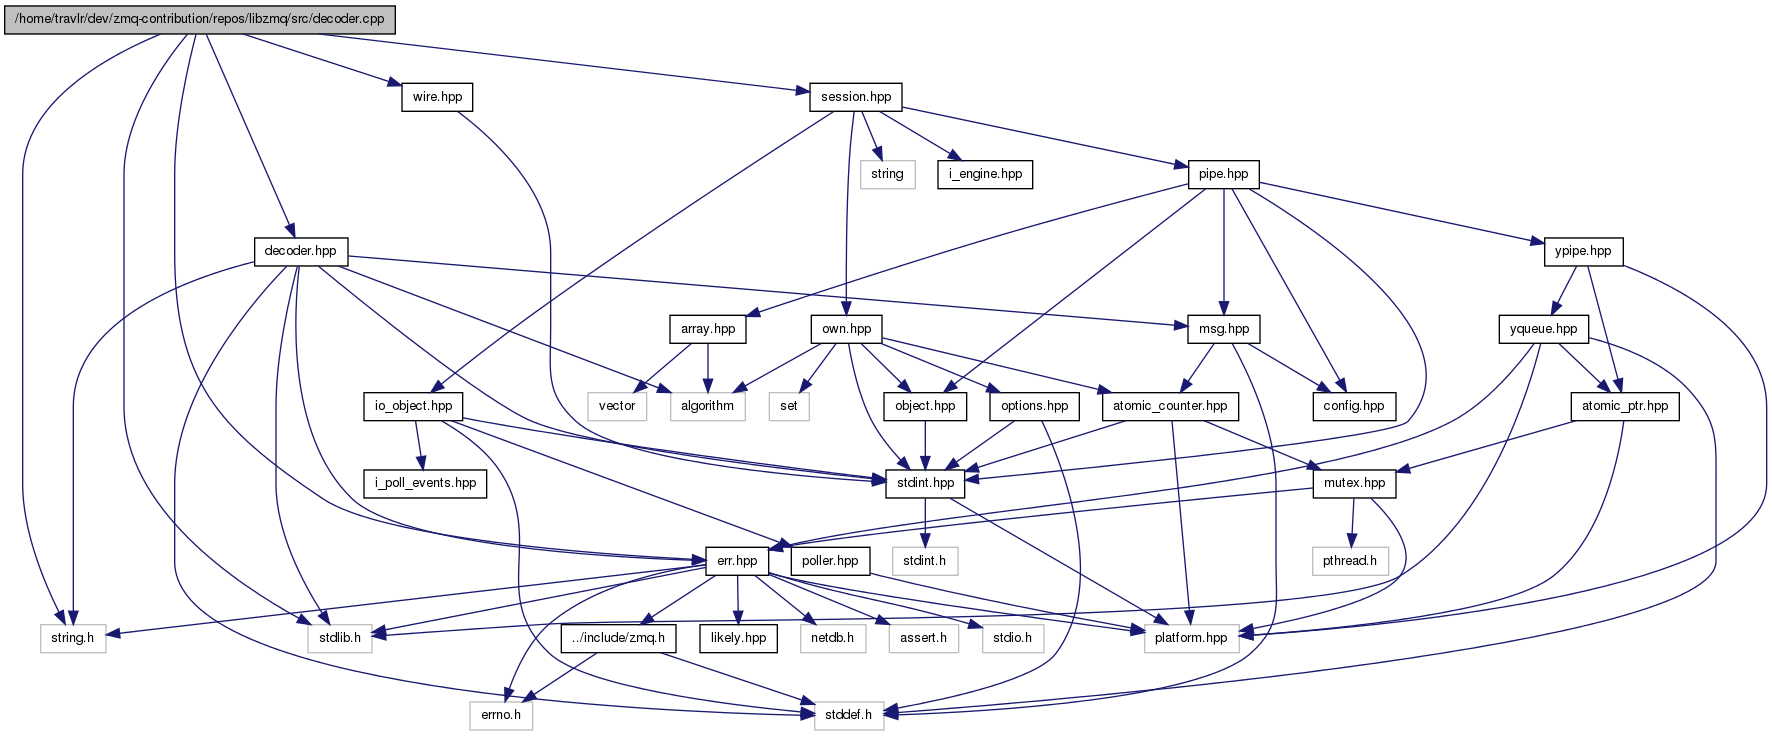 /home/travlr/dev/zmq-contribution/repos/libzmq/src/decoder.cpp
wire.hpp
session.hpp
string
i_engine.hpp
pipe.hpp
decoder.hpp
ypipe.hpp
array.hpp
own.hpp
msg.hpp
yqueue.hpp
io_object.hpp
vector
algorithm
set
object.hpp
options.hpp
atomic_counter.hpp
config.hpp
atomic_ptr.hpp
i_poll_events.hpp
stdint.hpp
mutex.hpp
err.hpp
poller.hpp
stdint.h
pthread.h
string.h
stdlib.h
../include/zmq.h
likely.hpp
netdb.h
assert.h
stdio.h
platform.hpp
errno.h
stddef.h